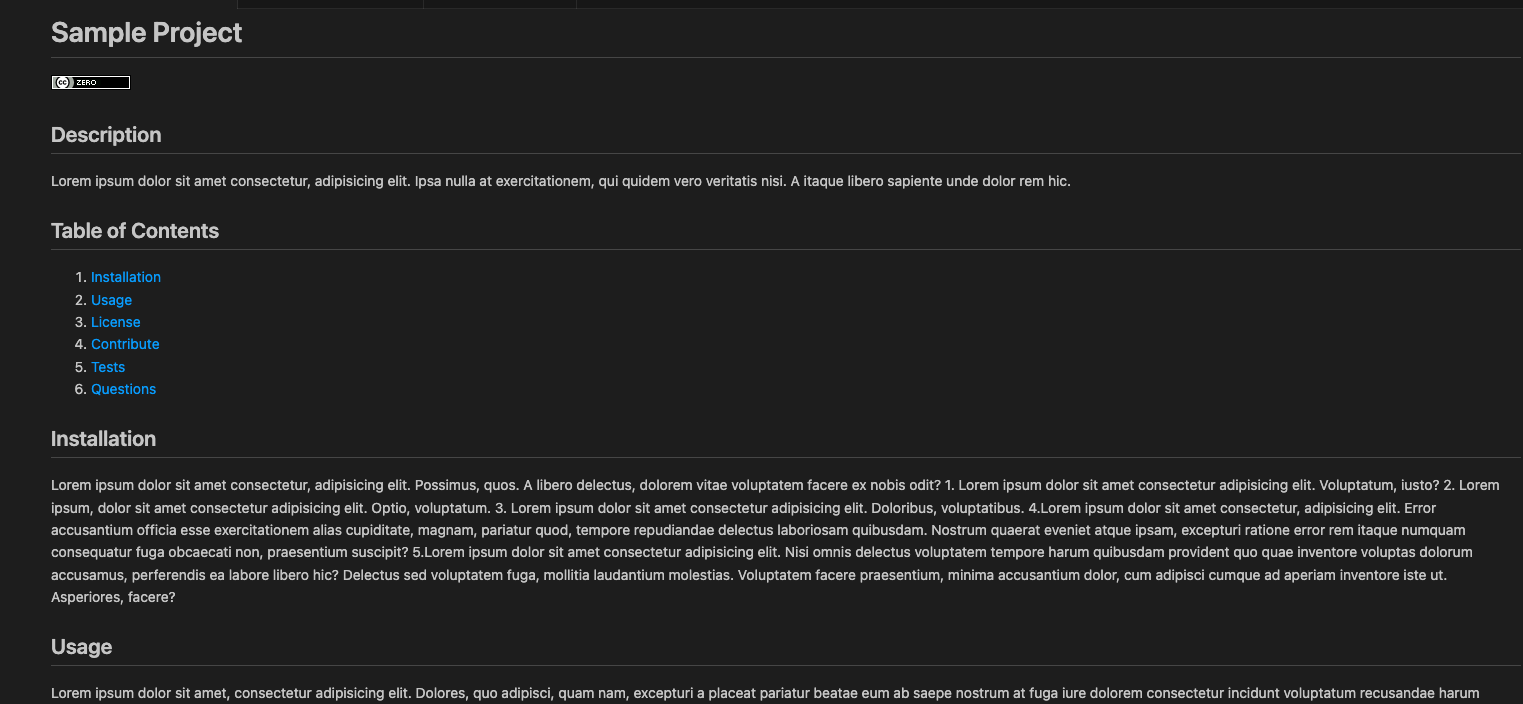 Sample Project
cc ZERO
Description
Lorem ipsum dolor sit amet consectetur, adipisicing elit. Ipsa nulla at exercitationem, qui quidem vero veritatis nisi. A itaque libero sapiente unde dolor rem hic.
Table of Contents
1. Installation
2. Usage
3. License
4. Contribute
5. Tests
6. Questions
Installation
Lorem ipsum dolor sit amet consectetur, adipisicing elit. Possimus, quos. A libero delectus, dolorem vitae voluptatem facere ex nobis odit? 1. Lorem ipsum dolor sit amet consectetur adipisicing elit. Voluptatum, iusto? 2. Lorem
ipsum, dolor sit amet consectetur adipisicing elit. Optio, voluptatum. 3. Lorem ipsum dolor sit amet consectetur adipisicing elit. Doloribus, voluptatibus. 4.Lorem ipsum dolor sit amet consectetur, adipisicing elit. Error
accusantium officia esse exercitationem alias cupiditate, magnam, pariatur quod, tempore repudiandae delectus laboriosam quibusdam. Nostrum quaerat eveniet atque ipsam, excepturi ratione error rem itaque numquam
consequatur fuga obcaecati non, praesentium suscipit? 5.Lorem ipsum dolor sit amet consectetur adipisicing elit. Nisi omnis delectus voluptatem tempore harum quibusdam provident quo quae inventore voluptas dolorum
accusamus, perferendis ea labore libero hic? Delectus sed voluptatem fuga, mollitia laudantium molestias. Voluptatem facere praesentium, minima accusantium dolor, cum adipisci cumque ad aperiam inventore iste ut.
Asperiores, facere?
Usage
Lorem ipsum dolor sit amet, consectetur adipisicing elit. Dolores, quo adipisci, quam nam, excepturi a placeat pariatur beatae eum ab saepe nostrum at fuga iure dolorem consectetur incidunt voluptatum recusandae harum